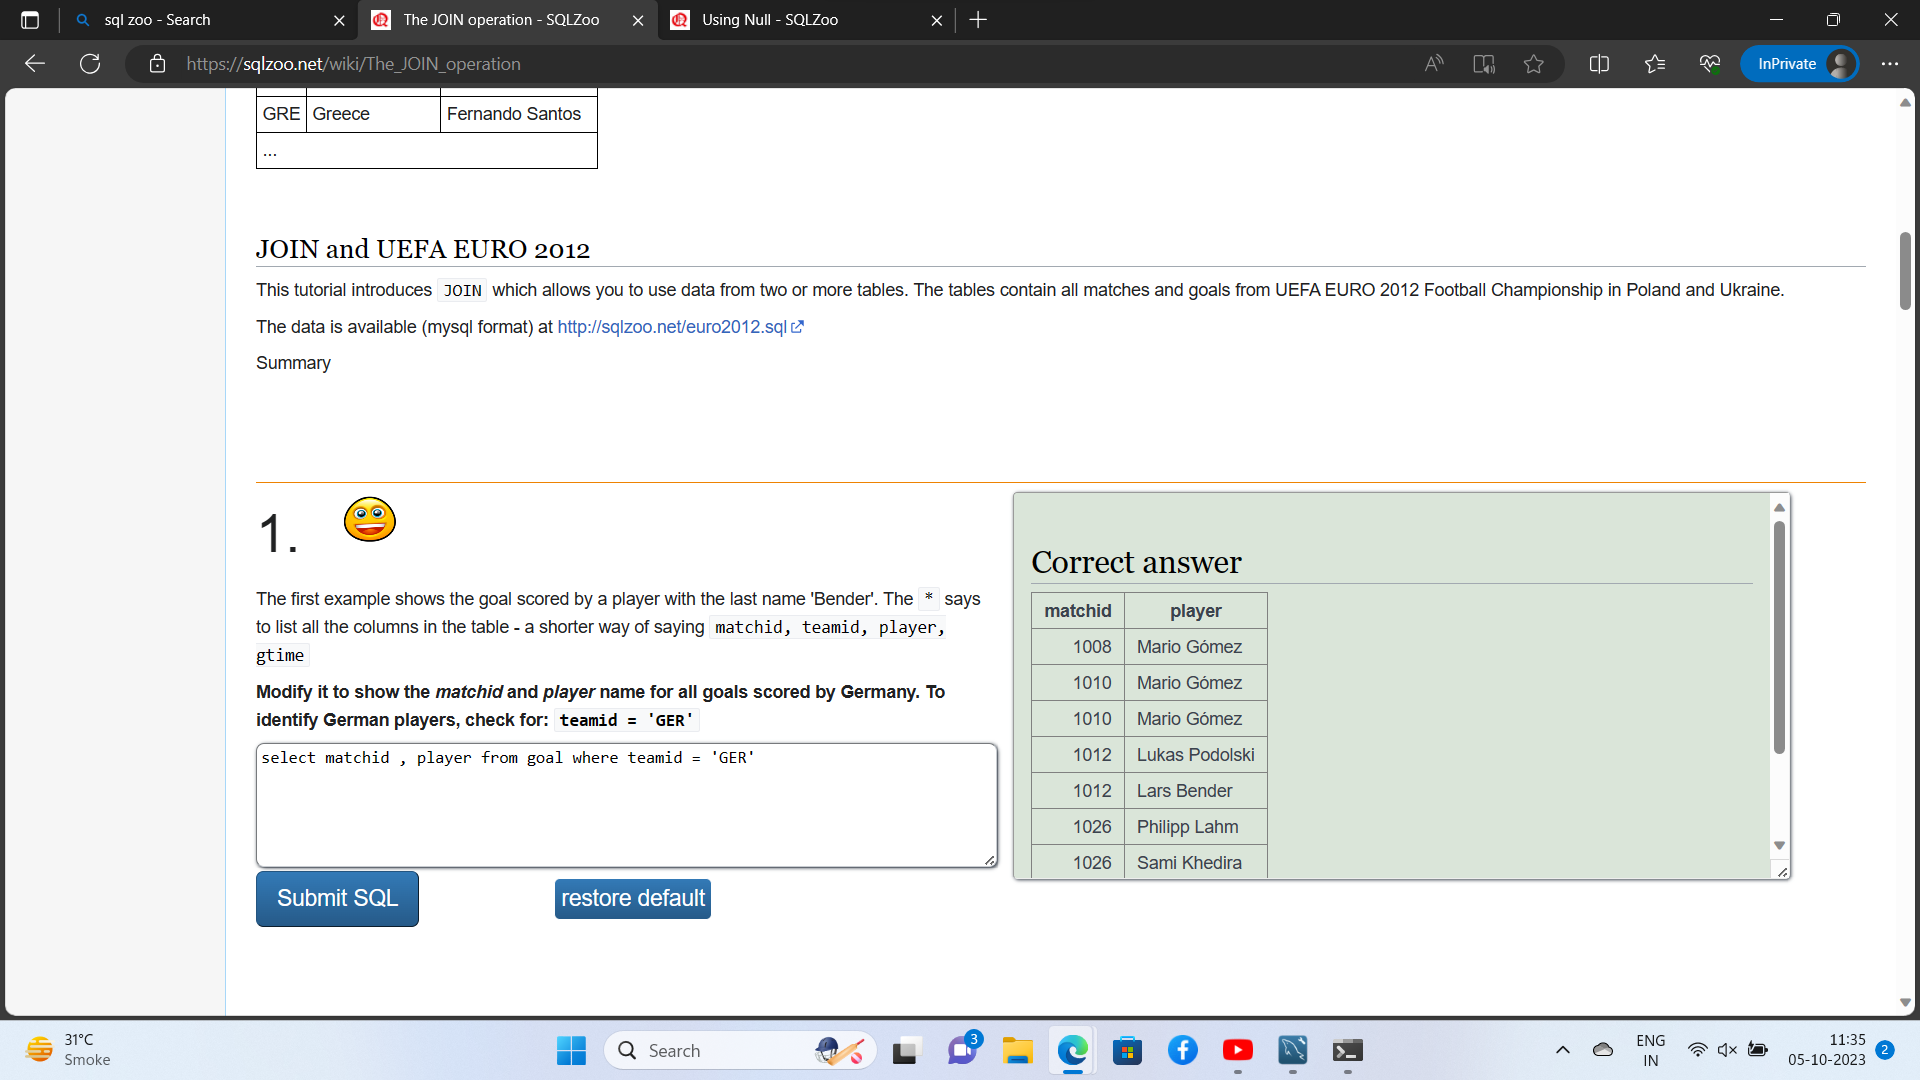 sql zoo - Search
The JOIN operation - SQLZoo
Using Null - SQLZoo
https://sqlzoo.net/wiki/The_JOIN_operation
InPrivate
GRE Greece Fernando Santos
...
JOIN and UEFA EURO 2012
This tutorial introduces JOIN which allows you to use data from two or more tables. The tables contain all matches and goals from UEFA EURO 2012 Football Championship in Poland and Ukraine.
The data is available (mysql format) at http://sqlzoo.net/euro2012.sql
Summary
1.
The first example shows the goal scored by a player with the last name 'Bender'. The * says
to list all the columns in the table - a shorter way of saying matchid, teamid, player,
gtime
Modify it to show the matchid and player name for all goals scored by Germany. To
identify German players, check for: teamid = 'GER'
select matchid , player from goal where teamid = 'GER'
Submit SQL
restore default
Correct answer
matchid player
1008 Mario Gómez
1010 Mario Gómez
1010 Mario Gómez
1012 Lukas Podolski
1012 Lars Bender
1026 Philipp Lahm
1026 Sami Khedira
31°C
Smoke
Search
3
ENG
IN
11:35
05-10-2023
2